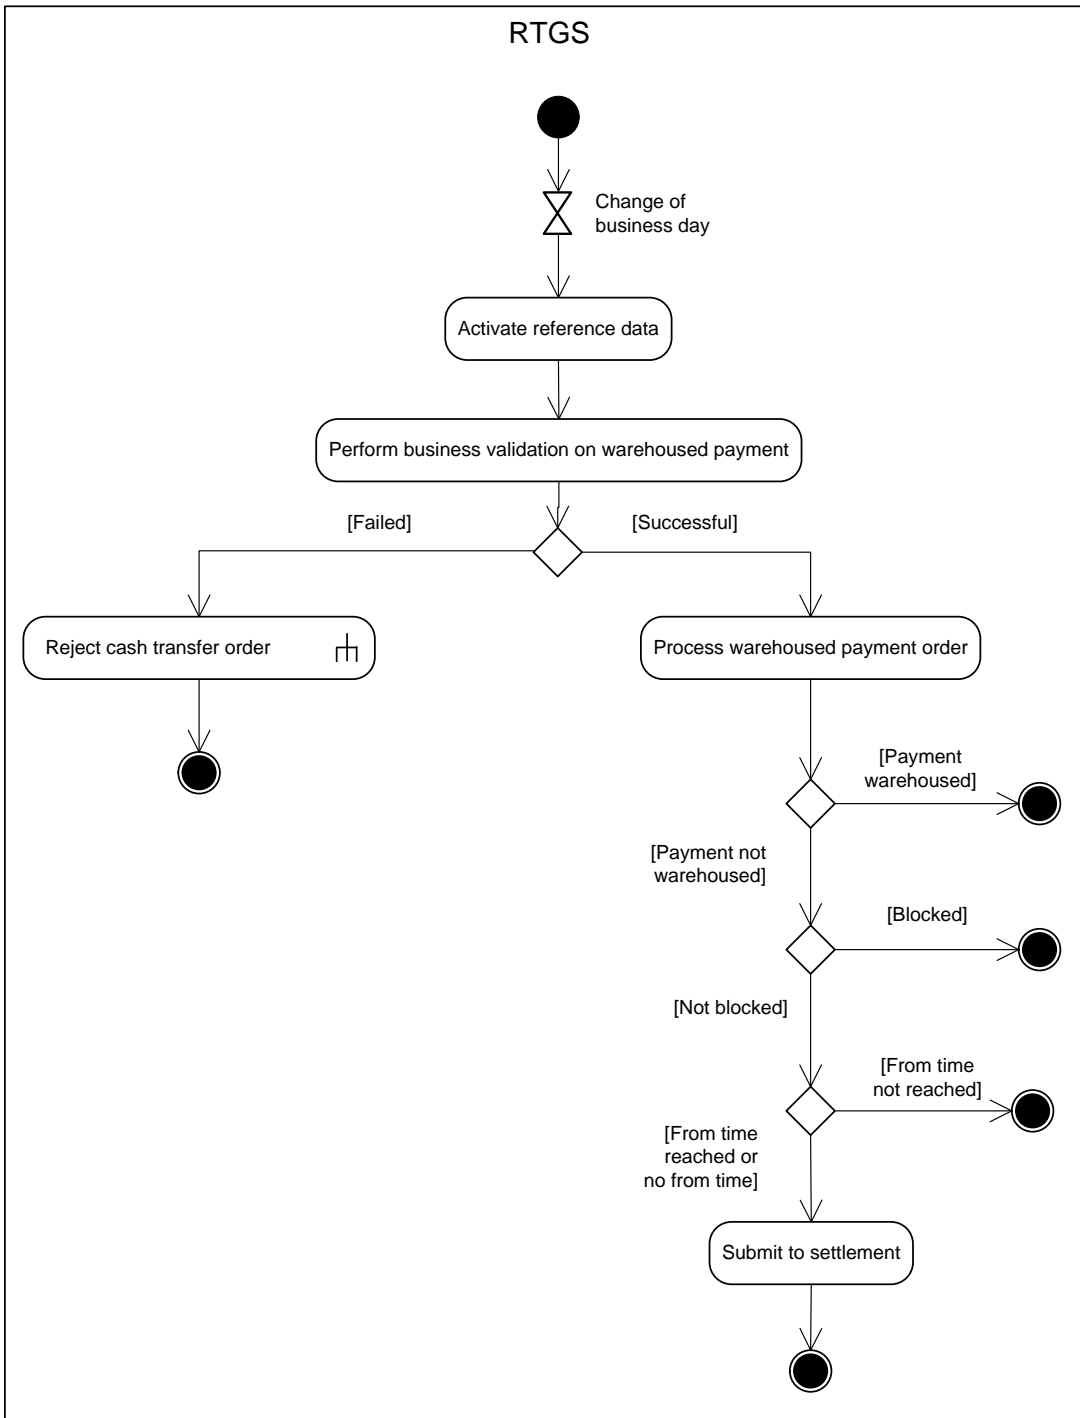 RTGS
Change of
business day
Activate reference data
Perform business validation on warehoused payment
[Failed]
[Successful]
Reject cash transfer order
Process warehoused payment order
[Payment
warehoused]
[Payment not
warehoused]
[Blocked]
[Not blocked]
[From time
not reached]
[From time
reached or
no from time]
Submit to settlement